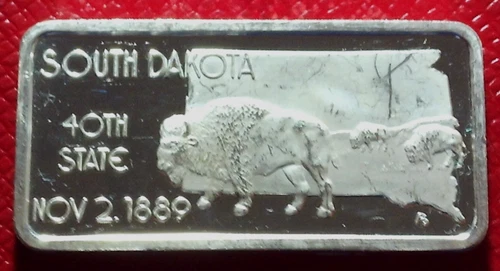 SOUTH DAKOTA
40TH
STATE
NOV 2.1889